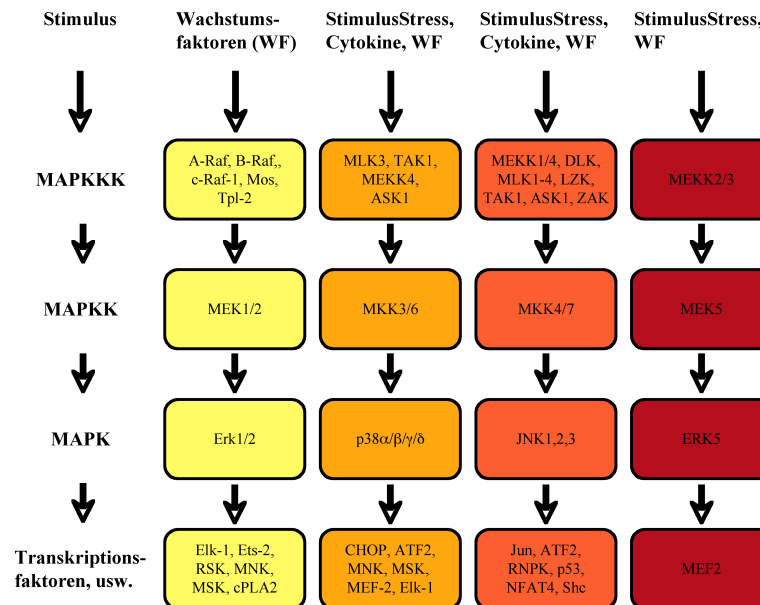 Stimulus
Wachstums-
faktoren (WF)
StimulusStress,
Cytokine, WF
StimulusStress,
Cytokine, WF
StimulusStress,
WF
MAPKKK
A-Raf, B-Raf,,
c-Raf-1, Mos,
Tpl-2
MLK3, TAK1,
MEKK4,
ASK1
MEKK1/4, DLK,
MLK1-4, LZK,
TAK1, ASK1, ZAK
MEKK2/3
MAPKK
MEK1/2
MKK3/6
MKK4/7
MEK5
MAPK
Erk1/2
p38α/β/γ/δ
JNK1,2,3
ERK5
Transkriptions-
faktoren, usw.
Elk-1, Ets-2,
RSK, MNK,
MSK, cPLA2
CHOP, ATF2,
MNK, MSK,
MEF-2, Elk-1
Jun, ATF2,
RNPK, p53,
NFAT4, Shc
MEF2